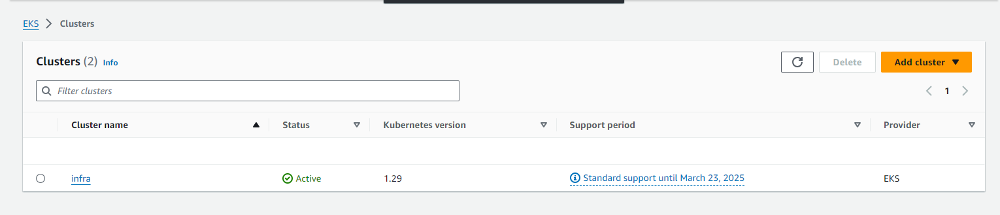 EKS > Clusters
Clusters (2) Info
Delete
Add cluster
Filter clusters
1
Cluster name Status Kubernetes version Support period Provider
infra Active 1.29 Standard support until March 23, 2025 EKS